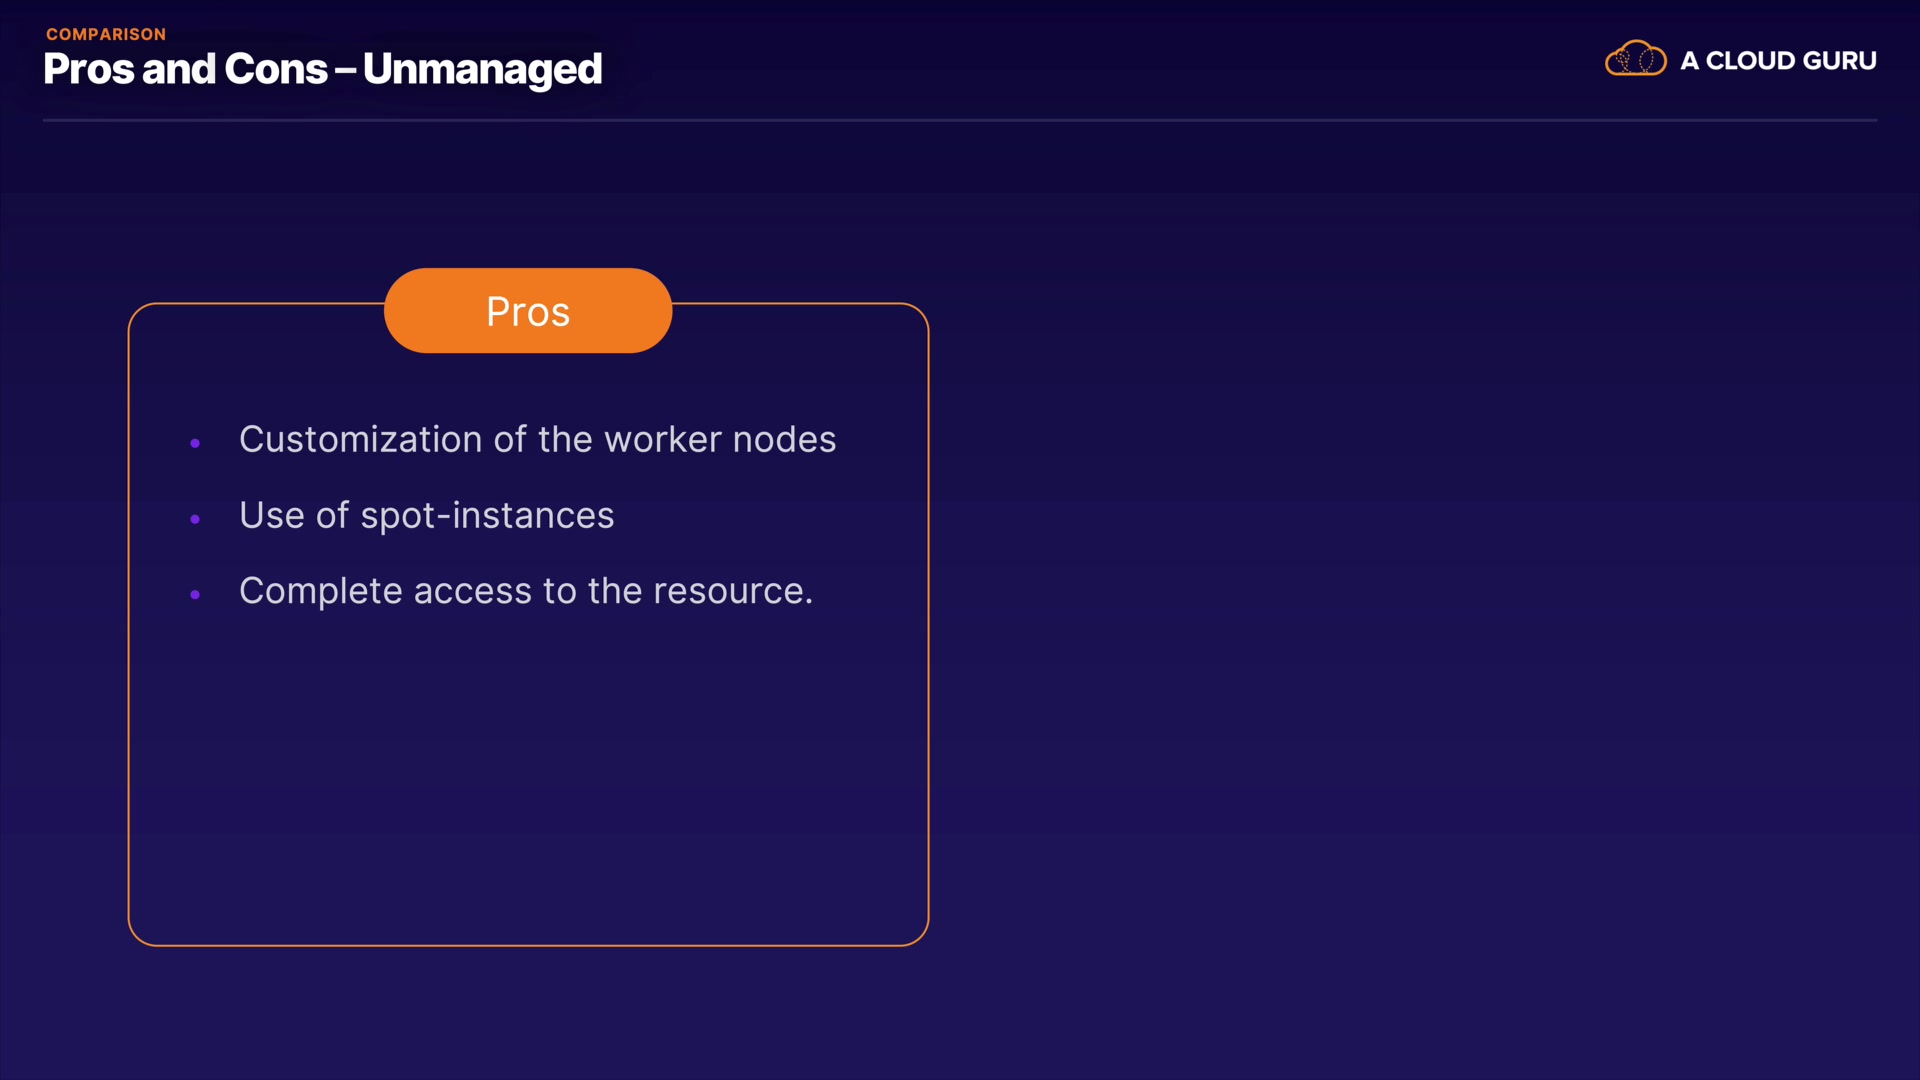 COMPARISON
Pros and Cons – Unmanaged
A CLOUD GURU
Pros
• Customization of the worker nodes
• Use of spot-instances
• Complete access to the resource.